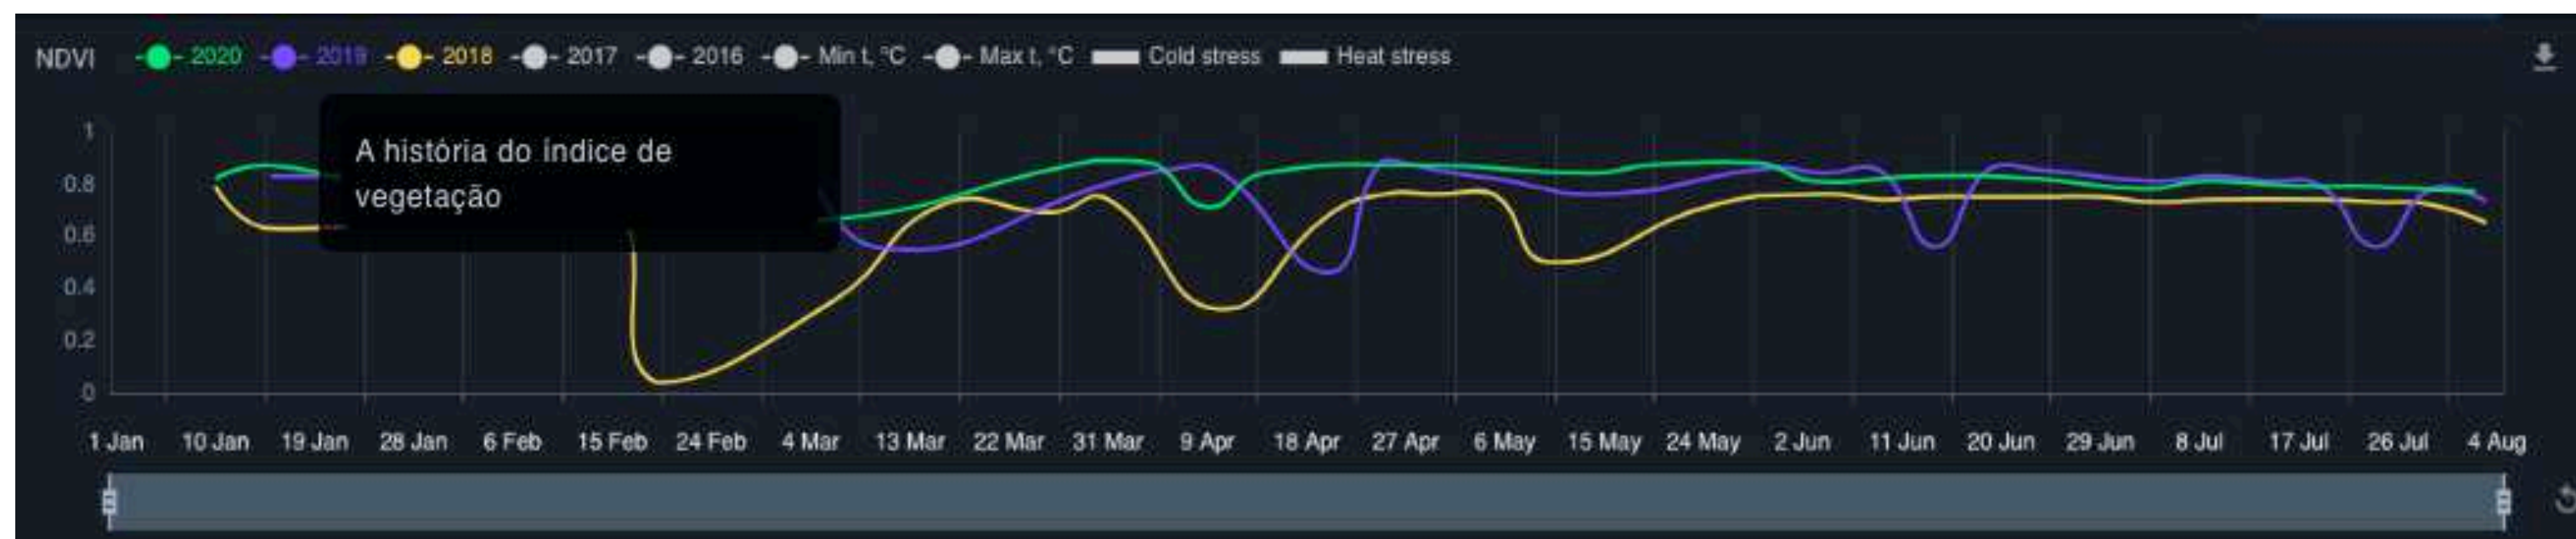 NDVI 2020 2019 2018 2017 2016 Min t, °C Max t, °C Cold stress Heat stress
A história do índice de
vegetação
1
0.8
0.6
0.4
0.2
0
1 Jan 10 Jan 19 Jan 28 Jan 6 Feb 15 Feb 24 Feb 4 Mar 13 Mar 22 Mar 31 Mar 9 Apr 18 Apr 27 Apr 6 May 15 May 24 May 2 Jun 11 Jun 20 Jun 29 Jun 8 Jul 17 Jul 26 Jul 4 Aug